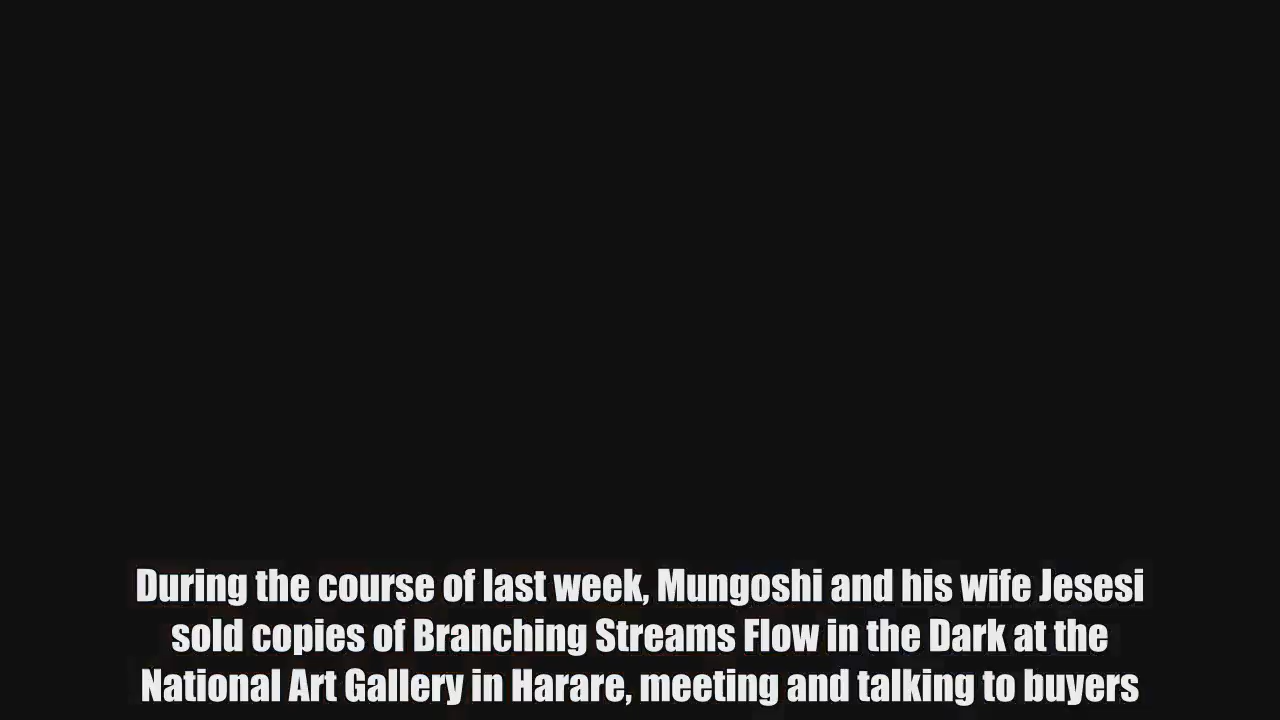 During the course of last week, Mungoshi and his wife Jesesi
sold copies of Branching Streams Flow in the Dark at the
National Art Gallery in Harare, meeting and talking to buyers